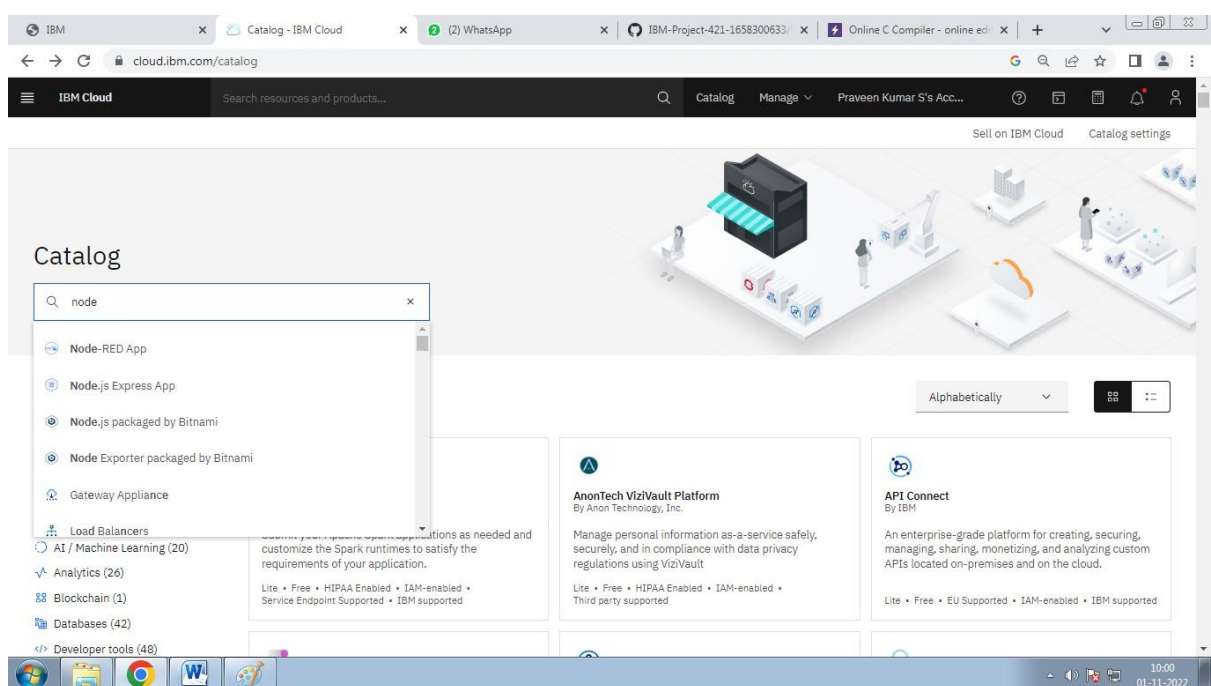 IBM
Catalog - IBM Cloud
2 (2) WhatsApp
IBM-Project-421-1658300633/
Online C Compiler - online edi
cloud.ibm.com/catalog
IBM Cloud
Search resources and products...
Catalog
Manage
Praveen Kumar S's Acc...
Sell on IBM Cloud
Catalog settings
Catalog
node
Node-RED App
Node.js Express App
Node.js packaged by Bitnami
Node Exporter packaged by Bitnami
Gateway Appliance
Load Balancers
AI / Machine Learning (20)
Analytics (26)
Blockchain (1)
Databases (42)
Developer tools (48)
Alphabetically
applications as needed and
customize the Spark runtimes to satisfy the
requirements of your application.
Lite • Free • HIPAA Enabled • IAM-enabled •
Service Endpoint Supported • IBM supported
AnonTech ViziVault Platform
By Anon Technology, Inc.
Manage personal information as-a-service safely,
securely, and in compliance with data privacy
regulations using ViziVault
Lite • Free • HIPAA Enabled • IAM-enabled •
Third party supported
API Connect
By IBM
An enterprise-grade platform for creating, securing,
managing, sharing, monetizing, and analyzing custom
APIs located on-premises and on the cloud.
Lite • Free • EU Supported • IAM-enabled • IBM supported
10:00
01-11-2022